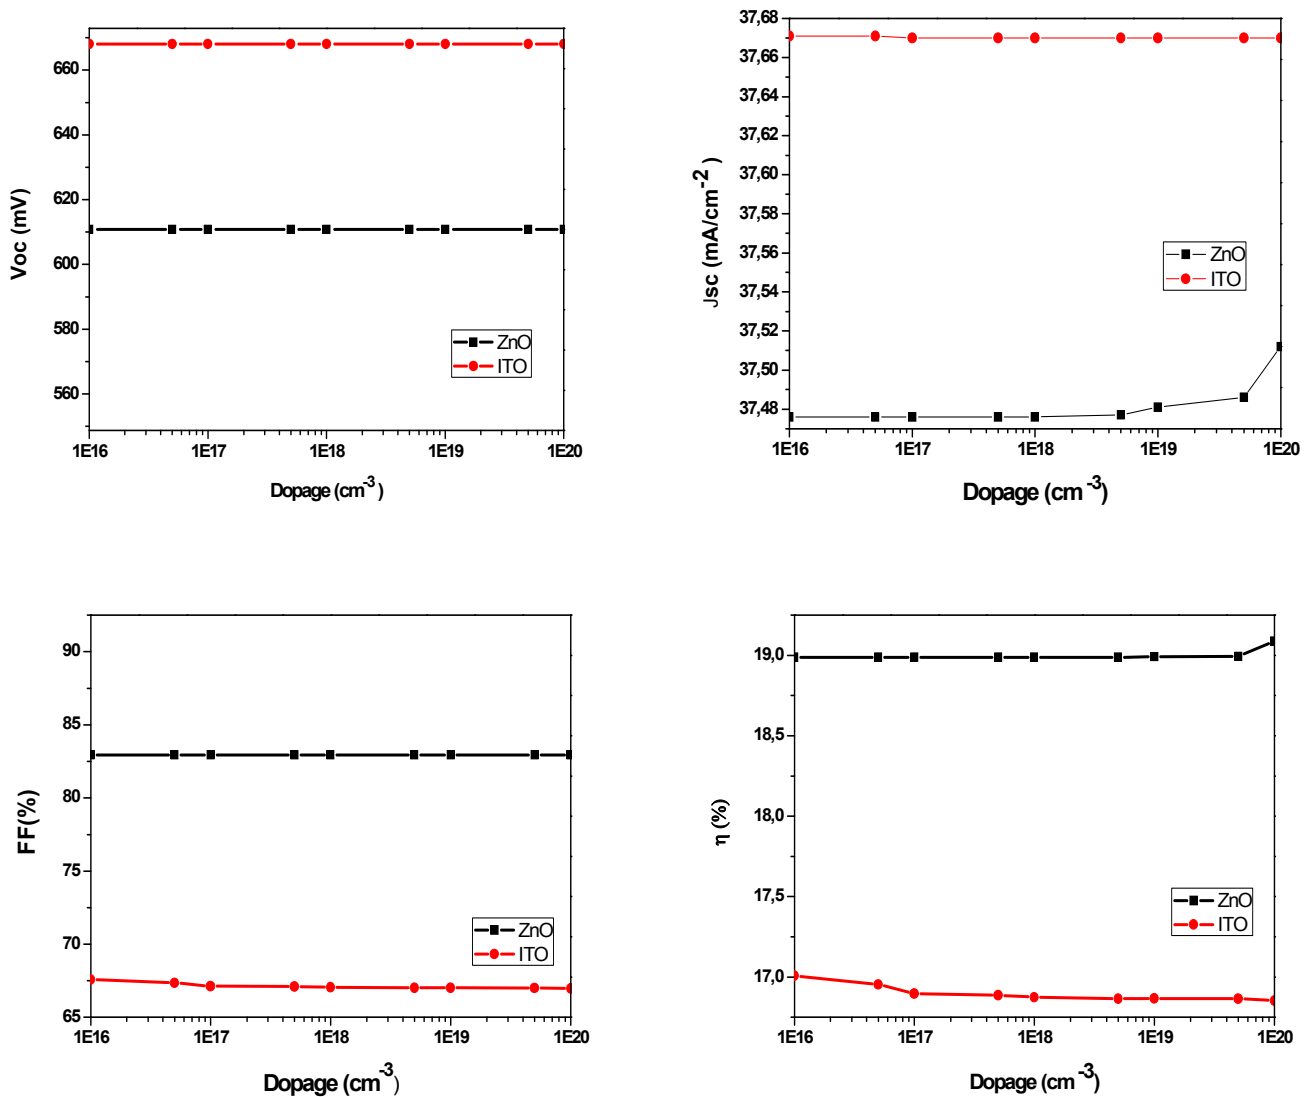 660
640
620
600
580
560
Voc (mV)
1E16 1E17 1E18 1E19 1E20
Dopage (cm-3)
ZnO
ITO
37,68
37,66
37,64
37,62
37,60
37,58
37,56
37,54
37,52
37,50
37,48
Jsc (mA/cm-2)
1E16 1E17 1E18 1E19 1E20
Dopage (cm-3)
ZnO
ITO
90
85
80
75
70
65
FF(%)
1E16 1E17 1E18 1E19 1E20
Dopage (cm-3)
ZnO
ITO
19,0
18,5
18,0
17,5
17,0
η (%)
1E16 1E17 1E18 1E19 1E20
Dopage (cm-3)
ZnO
ITO